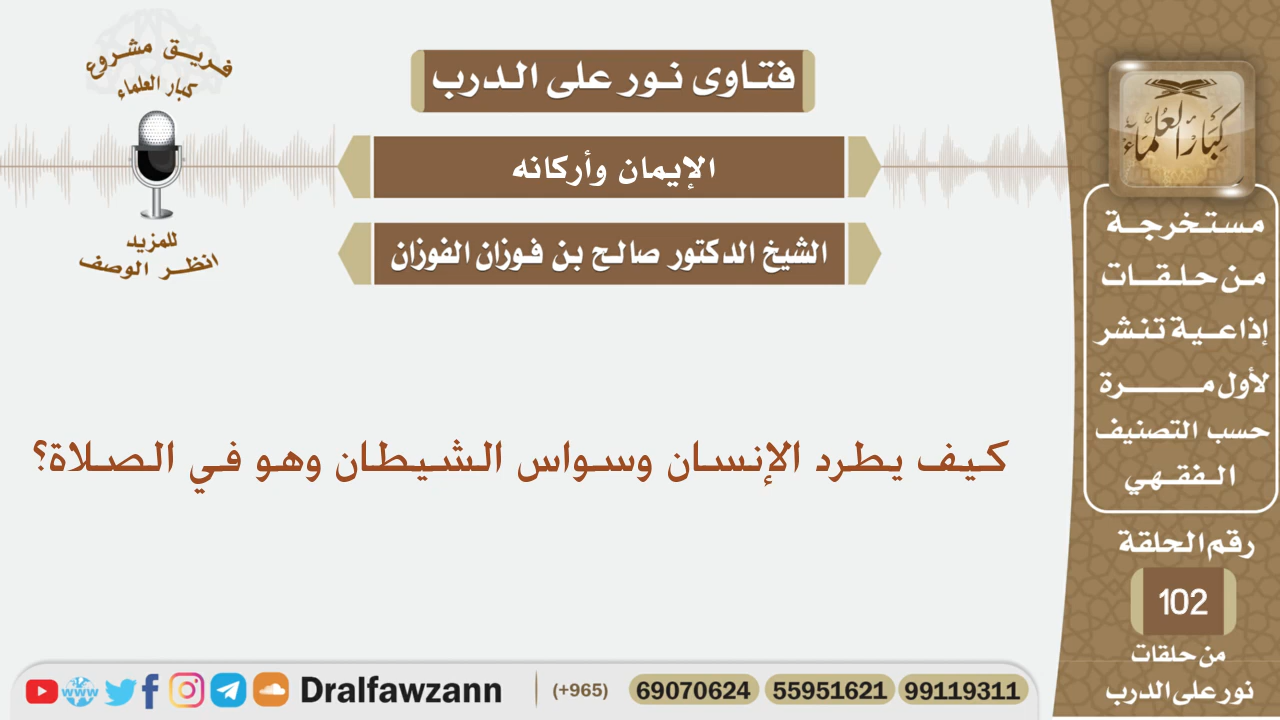 فريق مشروع
كبار العلماء
للمزيد
انظر الوصف
فتاوى نور على الدرب
الإيمان وأركانه
الشيخ الدكتور صالح بن فوزان الفوزان
كيف يطرد الإنسان وسواس الشيطان وهو في الصلاة؟
كبار العلماء
مستخرجة
من حلقات
إذاعية تنشر
لأول مرة
حسب التصنيف
الفقهي
رقم الحلقة
102
من حلقات
نور على الدرب
www Dralfawzann (+965) 69070624 55951621 99119311